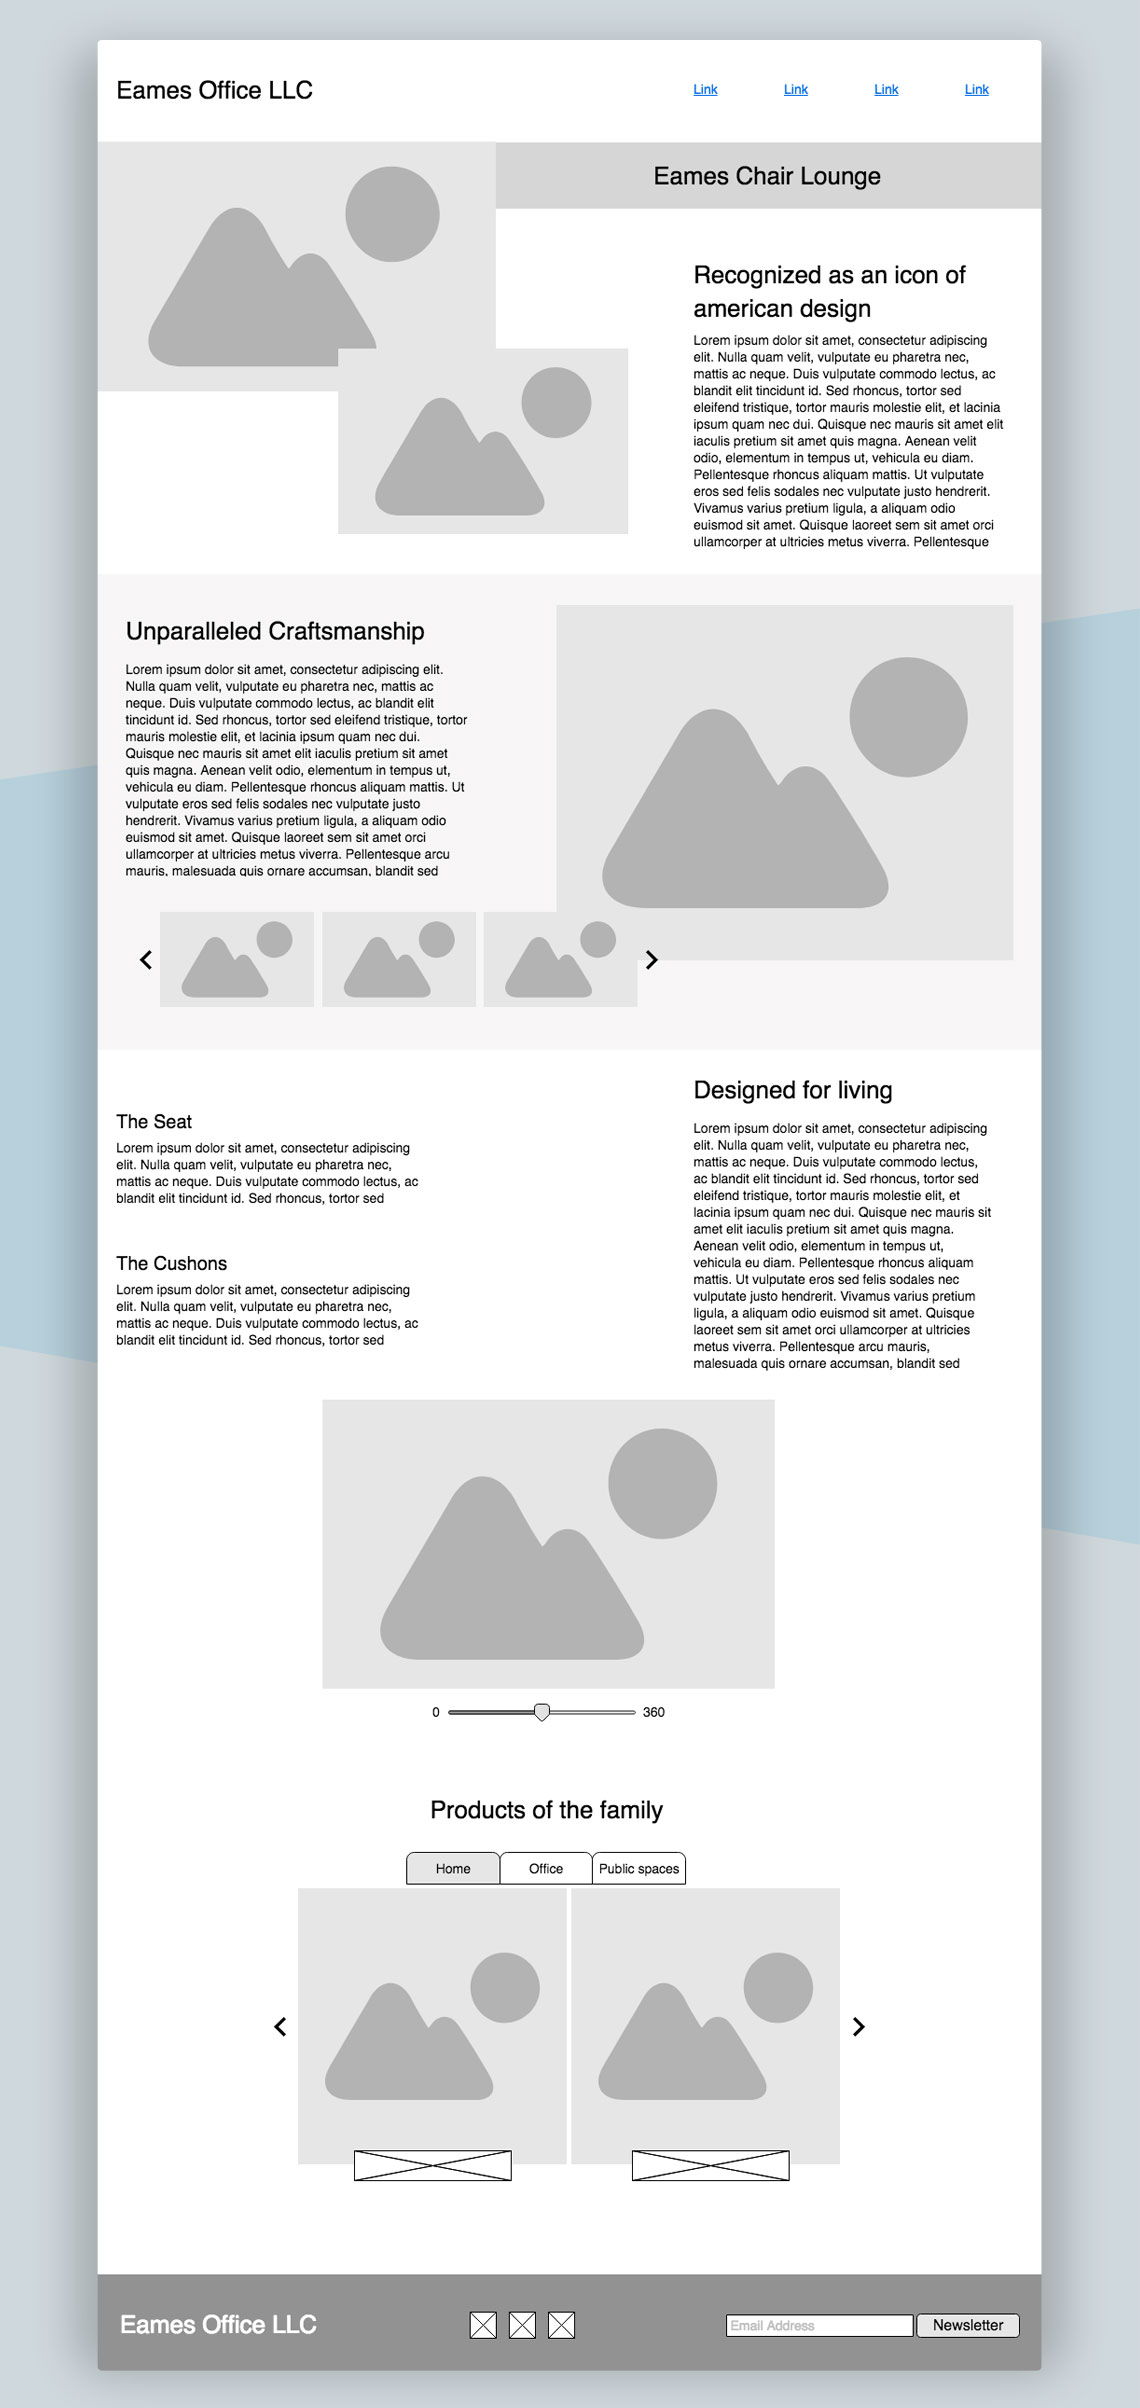 Eames Office LLC
Link
Link
Link
Link
Eames Chair Lounge
Recognized as an icon of
american design
Lorem ipsum dolor sit amet, consectetur adipiscing
elit. Nulla quam velit, vulputate eu pharetra nec,
mattis ac neque. Duis vulputate commodo lectus, ac
blandit elit tincidunt id. Sed rhoncus, tortor sed
eleifend tristique, tortor mauris molestie elit, et lacinia
ipsum quam nec dui. Quisque nec mauris sit amet elit
iaculis pretium sit amet quis magna. Aenean velit
odio, elementum in tempus ut, vehicula eu diam.
Pellentesque rhoncus aliquam mattis. Ut vulputate
eros sed felis sodales nec vulputate justo hendrerit.
Vivamus varius pretium ligula, a aliquam odio
euismod sit amet. Quisque laoreet sem sit amet orci
ullamcorper at ultricies metus viverra. Pellentesque
Unparalleled Craftsmanship
Lorem ipsum dolor sit amet, consectetur adipiscing elit.
Nulla quam velit, vulputate eu pharetra nec, mattis ac
neque. Duis vulputate commodo lectus, ac blandit elit
tincidunt id. Sed rhoncus, tortor sed eleifend tristique, tortor
mauris molestie elit, et lacinia ipsum quam nec dui.
Quisque nec mauris sit amet elit iaculis pretium sit amet
quis magna. Aenean velit odio, elementum in tempus ut,
vehicula eu diam. Pellentesque rhoncus aliquam mattis. Ut
vulputate eros sed felis sodales nec vulputate justo
hendrerit. Vivamus varius pretium ligula, a aliquam odio
euismod sit amet. Quisque laoreet sem sit amet orci
ullamcorper at ultricies metus viverra. Pellentesque arcu
mauris, malesuada quis ornare accumsan, blandit sed
The Seat
Lorem ipsum dolor sit amet, consectetur adipiscing
elit. Nulla quam velit, vulputate eu pharetra nec,
mattis ac neque. Duis vulputate commodo lectus, ac
blandit elit tincidunt id. Sed rhoncus, tortor sed
The Cushons
Lorem ipsum dolor sit amet, consectetur adipiscing
elit. Nulla quam velit, vulputate eu pharetra nec,
mattis ac neque. Duis vulputate commodo lectus, ac
blandit elit tincidunt id. Sed rhoncus, tortor sed
Designed for living
Lorem ipsum dolor sit amet, consectetur adipiscing
elit. Nulla quam velit, vulputate eu pharetra nec,
mattis ac neque. Duis vulputate commodo lectus,
ac blandit elit tincidunt id. Sed rhoncus, tortor sed
eleifend tristique, tortor mauris molestie elit, et
lacinia ipsum quam nec dui. Quisque nec mauris sit
amet elit iaculis pretium sit amet quis magna.
Aenean velit odio, elementum in tempus ut,
vehicula eu diam. Pellentesque rhoncus aliquam
mattis. Ut vulputate eros sed felis sodales nec
vulputate justo hendrerit. Vivamus varius pretium
ligula, a aliquam odio euismod sit amet. Quisque
laoreet sem sit amet orci ullamcorper at ultricies
metus viverra. Pellentesque arcu mauris,
malesuada quis ornare accumsan, blandit sed
0
360
Products of the family
Home
Office
Public spaces
Eames Office LLC
Email Address
Newsletter